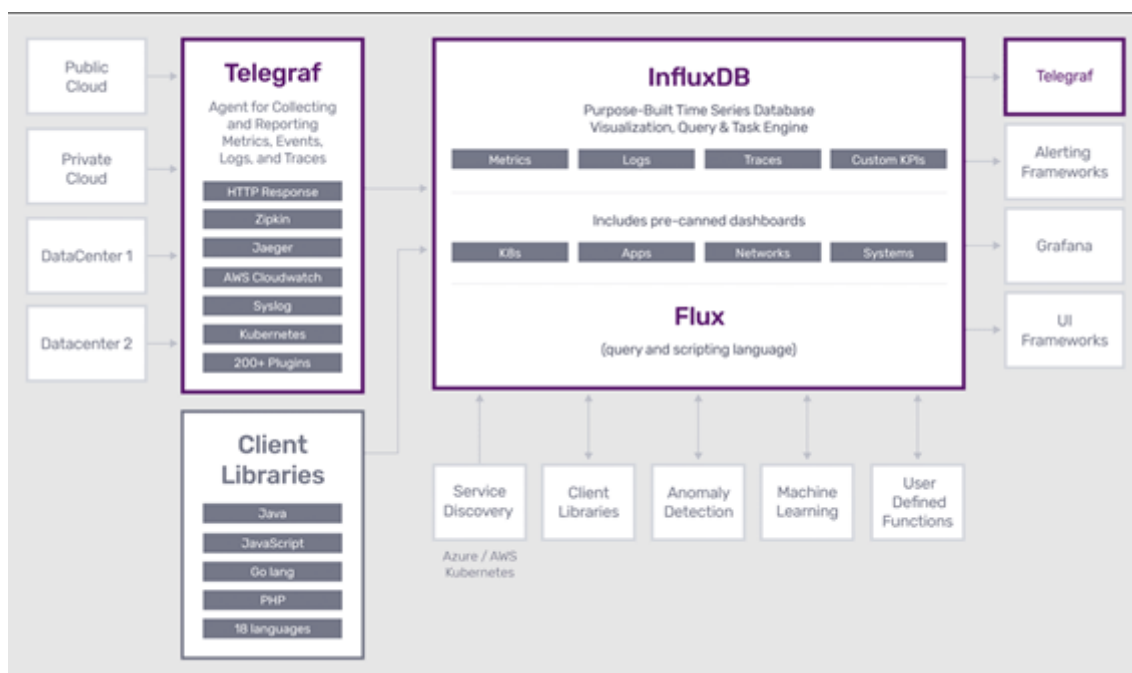 Public
Cloud
Private
Cloud
DataCenter 1
Datacenter 2
Telegraf
Agent for Collecting
and Reporting
Metrics, Events,
Logs, and Traces
HTTP Response
Zipkin
Jaeger
AWS Cloudwatch
Syslog
Kubernetes
200+ Plugins
Client
Libraries
Java
JavaScript
Go lang
PHP
18 languages
InfluxDB
Purpose-Built Time Series Database
Visualization, Query & Task Engine
Metrics Logs Traces Custom KPIs
Includes pre-canned dashboards
K8s Apps Networks Systems
Flux
(query and scripting language)
Service
Discovery
Azure / AWS
Kubernetes
Client
Libraries
Anomaly
Detection
Machine
Learning
User
Defined
Functions
Telegraf
Alerting
Frameworks
Grafana
UI
Frameworks